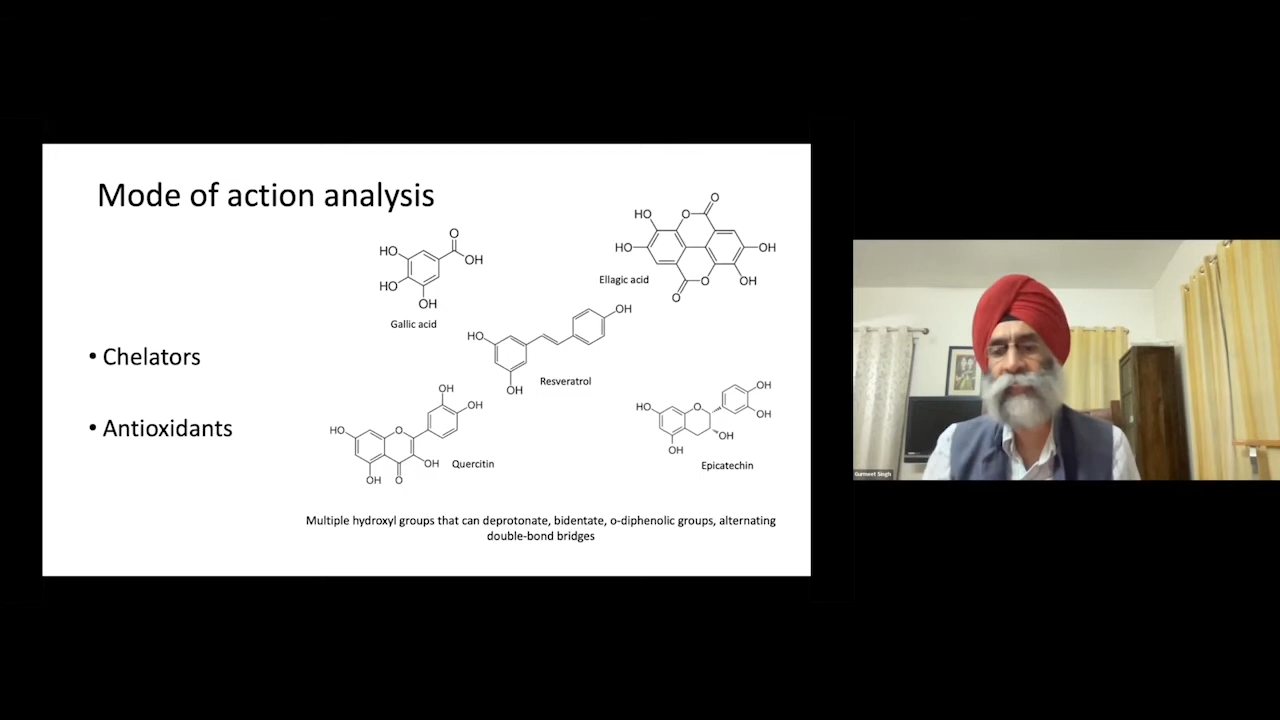 Mode of action analysis
O
HO
OH
HO
OH
Gallic acid
O
HO
O
HO
OH
O
OH
O
Ellagic acid
OH
HO
OH
Resveratrol
• Chelators
• Antioxidants
OH
OH
HO
O
OH
OH
O
Quercitin
OH
HO
O
OH
OH
OH
Epicatechin
Multiple hydroxyl groups that can deprotonate, bidentate, o-diphenolic groups, alternating
double-bond bridges
Gurmeet Singh